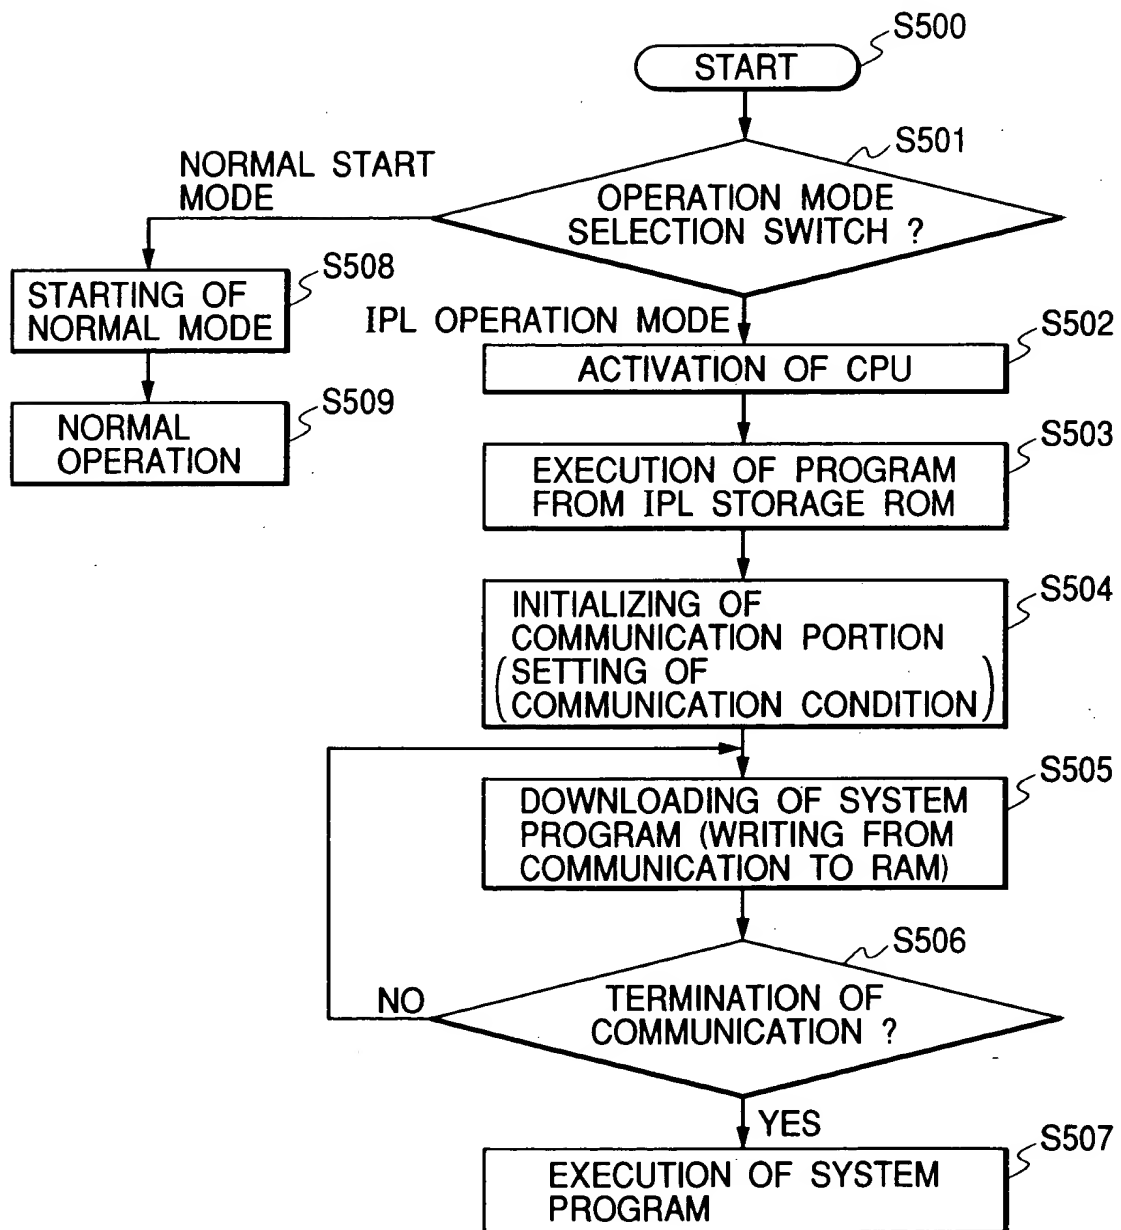 S500
START
S501
OPERATION MODE
SELECTION SWITCH ?
NORMAL START
MODE
S508
STARTING OF
NORMAL MODE
S509
NORMAL
OPERATION
IPL OPERATION MODE
S502
ACTIVATION OF CPU
S503
EXECUTION OF PROGRAM
FROM IPL STORAGE ROM
S504
INITIALIZING OF
COMMUNICATION PORTION
(SETTING OF
COMMUNICATION CONDITION)
S505
DOWNLOADING OF SYSTEM
PROGRAM (WRITING FROM
COMMUNICATION TO RAM)
S506
TERMINATION OF
COMMUNICATION ?
NO
YES
S507
EXECUTION OF SYSTEM
PROGRAM